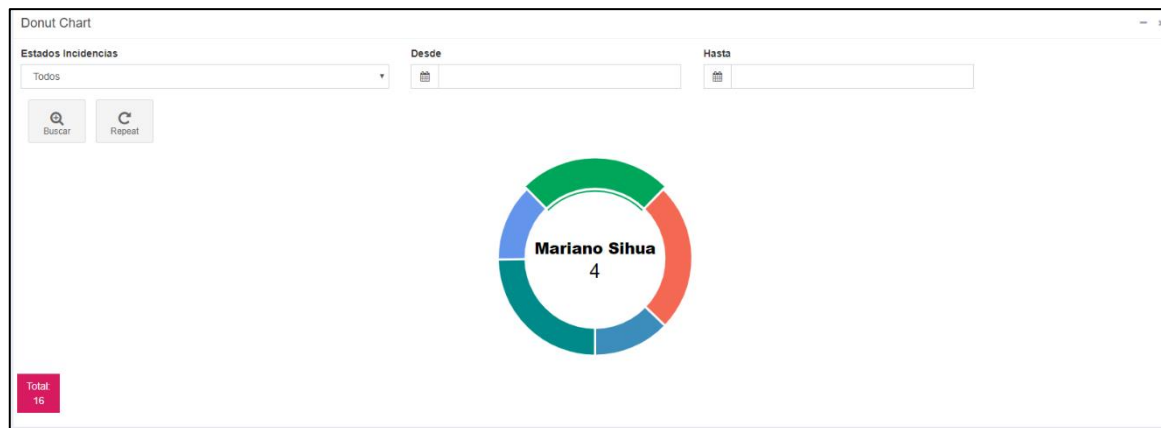 Donut Chart
Estados Incidencias
Desde
Hasta
Todos
Buscar
Repeat
Mariano Sihua
4
Total:
16